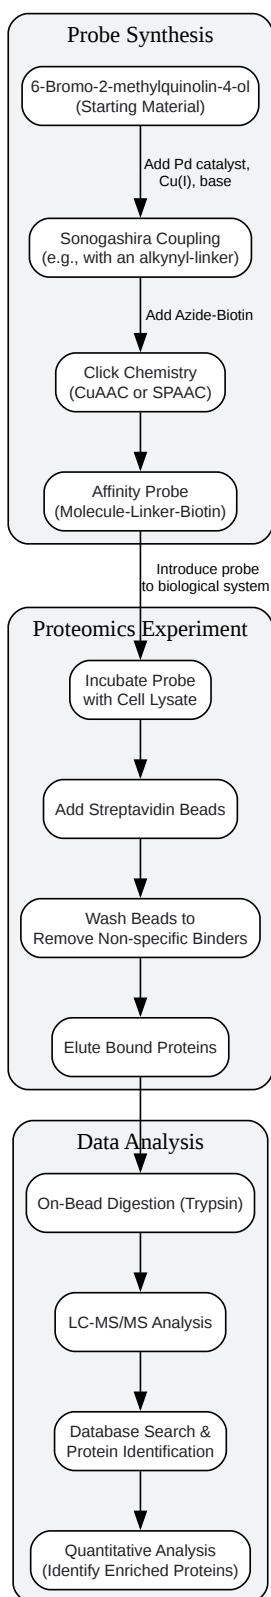 Probe Synthesis
6-Bromo-2-methylquinolin-4-ol
(Starting Material)
Add Pd catalyst,
Cu(I), base
Sonogashira Coupling
(e.g., with an alkynyl-linker)
Add Azide-Biotin
Click Chemistry
(CuAAC or SPAAC)
Affinity Probe
(Molecule-Linker-Biotin)
Introduce probe
to biological system
Proteomics Experiment
Incubate Probe
with Cell Lysate
Add Streptavidin Beads
Wash Beads to
Remove Non-specific Binders
Elute Bound Proteins
Data Analysis
On-Bead Digestion (Trypsin)
LC-MS/MS Analysis
Database Search &
Protein Identification
Quantitative Analysis
(Identify Enriched Proteins)